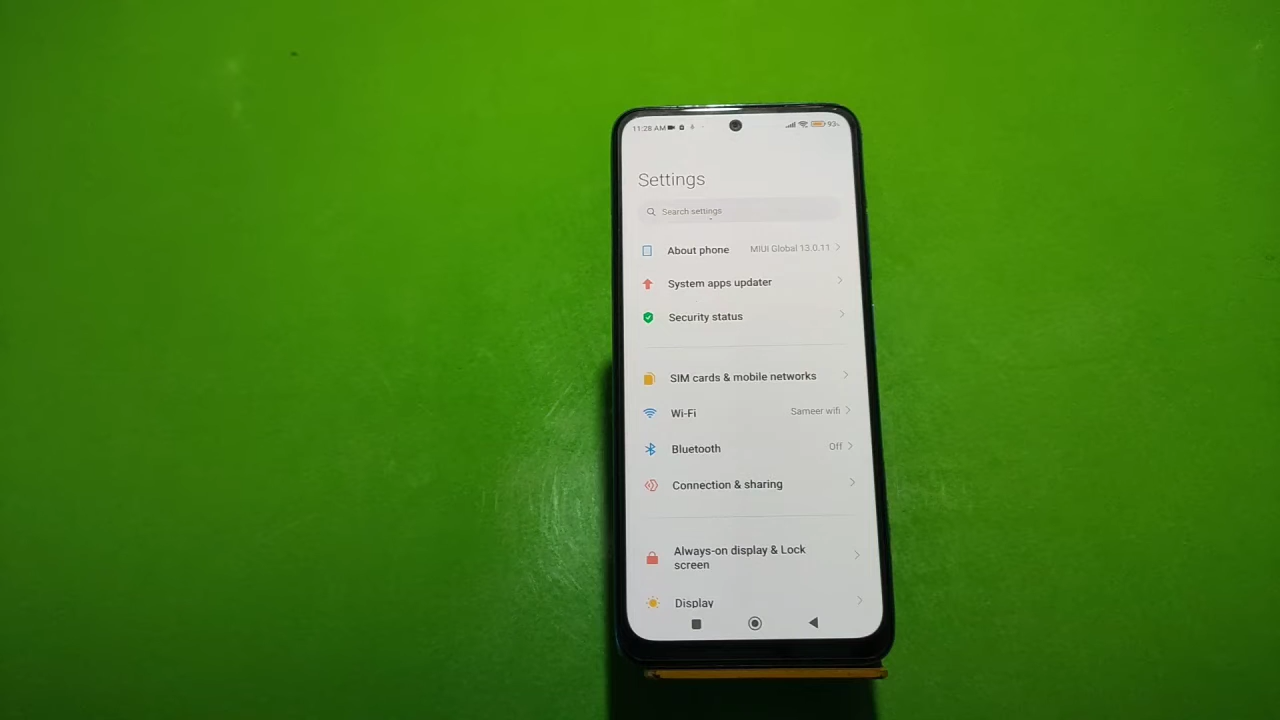 11:28 AM 93%
Settings
Search settings
About phone MIUI Global 13.0.11
System apps updater
Security status
SIM cards & mobile networks
Wi-Fi Sameer wifi
Bluetooth Off
Connection & sharing
Always-on display & Lock
screen
Display